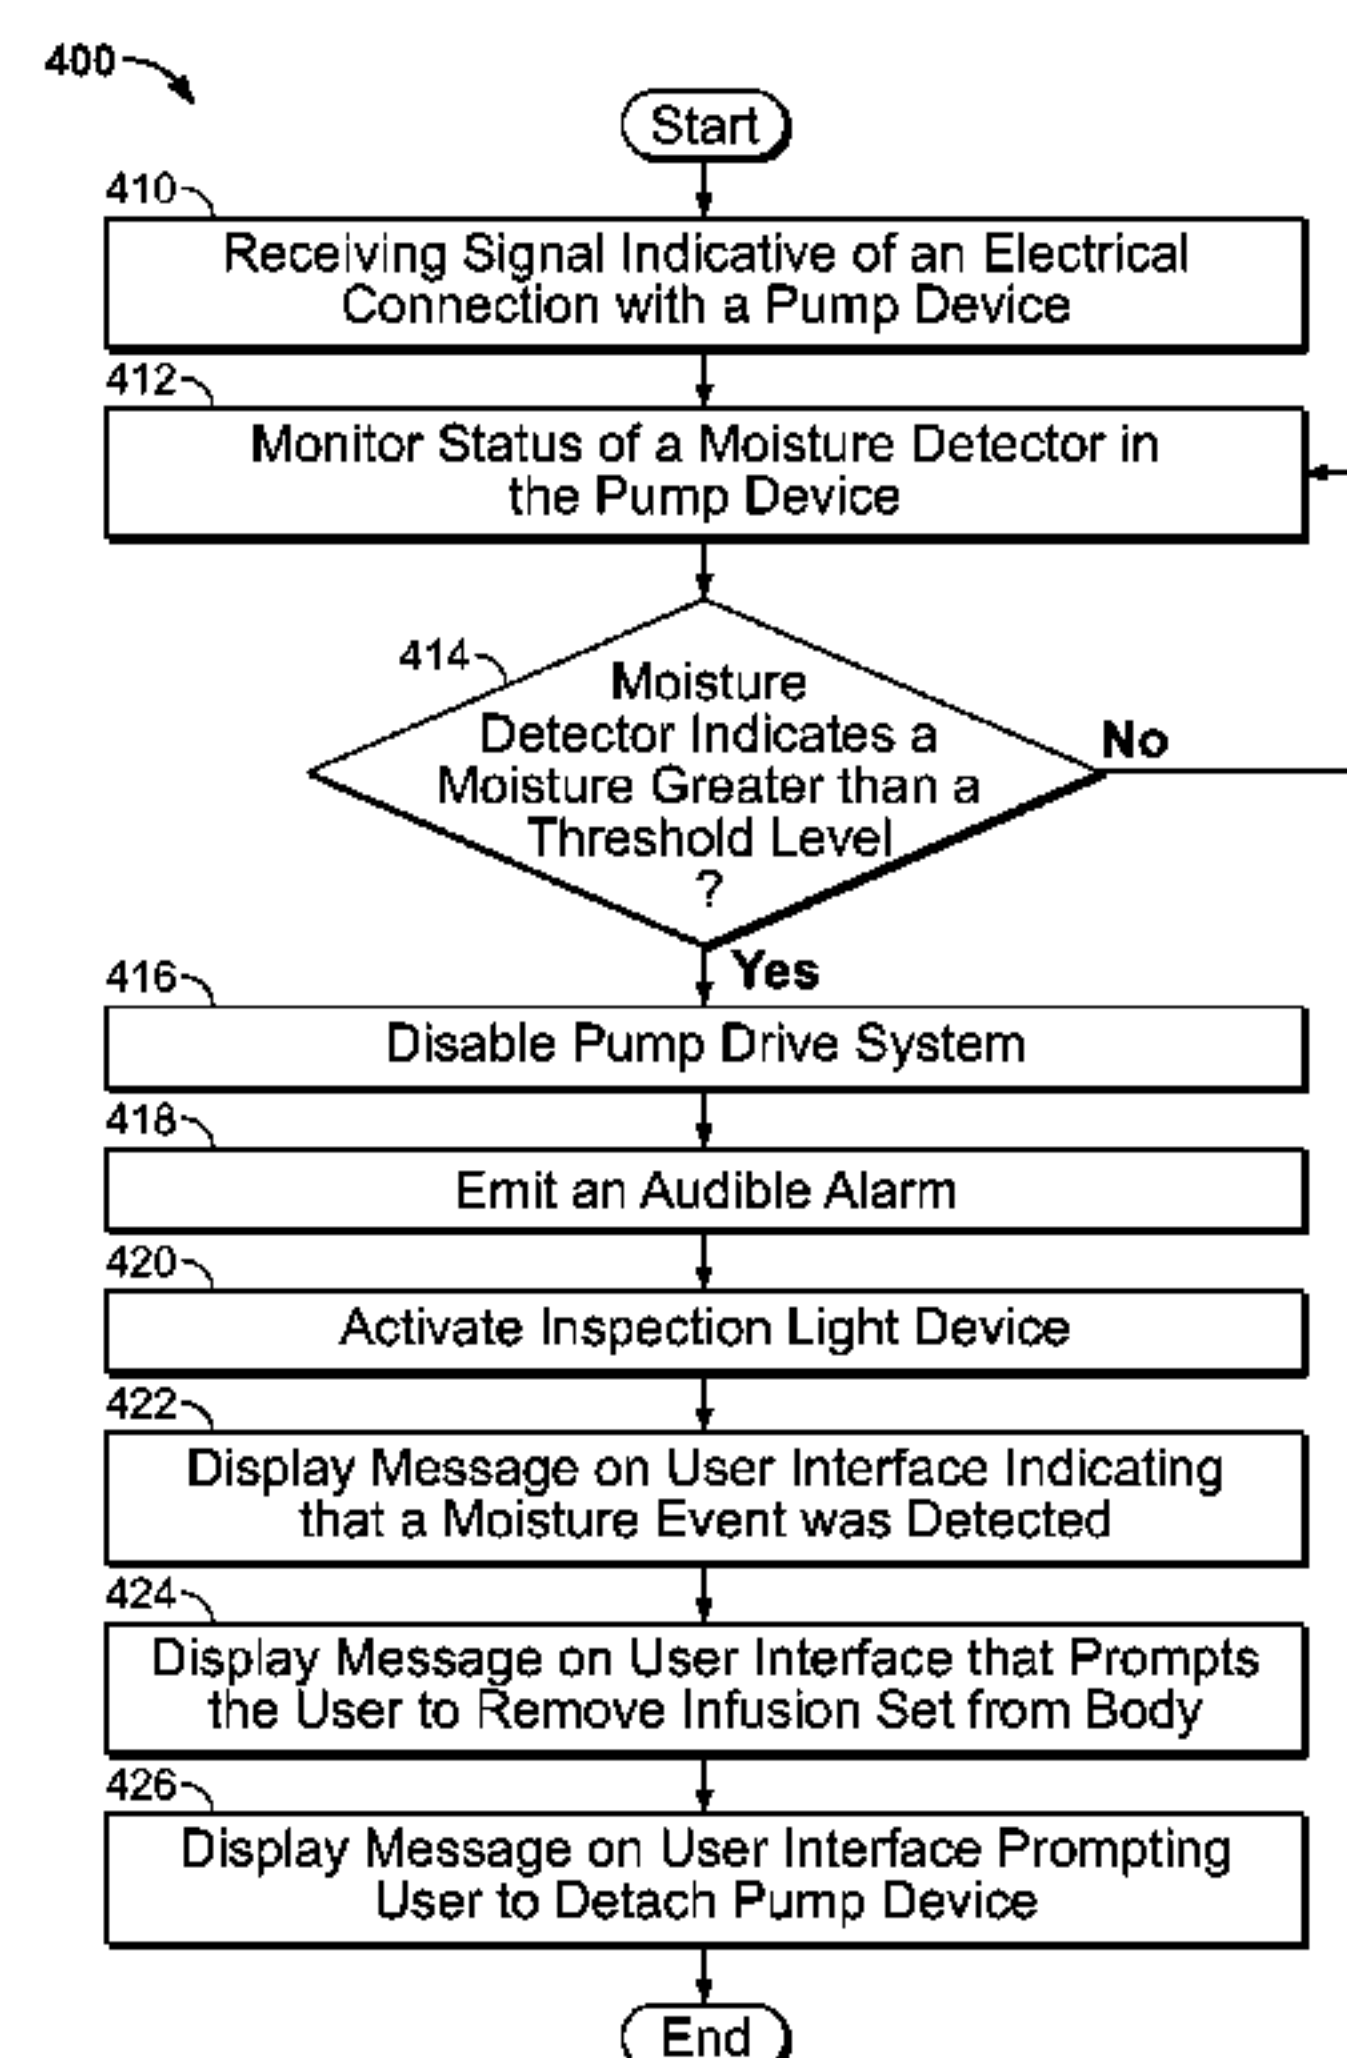 400
Start
410
Receiving Signal Indicative of an Electrical
Connection with a Pump Device
412
Monitor Status of a Moisture Detector in
the Pump Device
414
Moisture
Detector Indicates a
Moisture Greater than a
Threshold Level
?
No
Yes
416
Disable Pump Drive System
418
Emit an Audible Alarm
420
Activate Inspection Light Device
422
Display Message on User Interface Indicating
that a Moisture Event was Detected
424
Display Message on User Interface that Prompts
the User to Remove Infusion Set from Body
426
Display Message on User Interface Prompting
User to Detach Pump Device
End